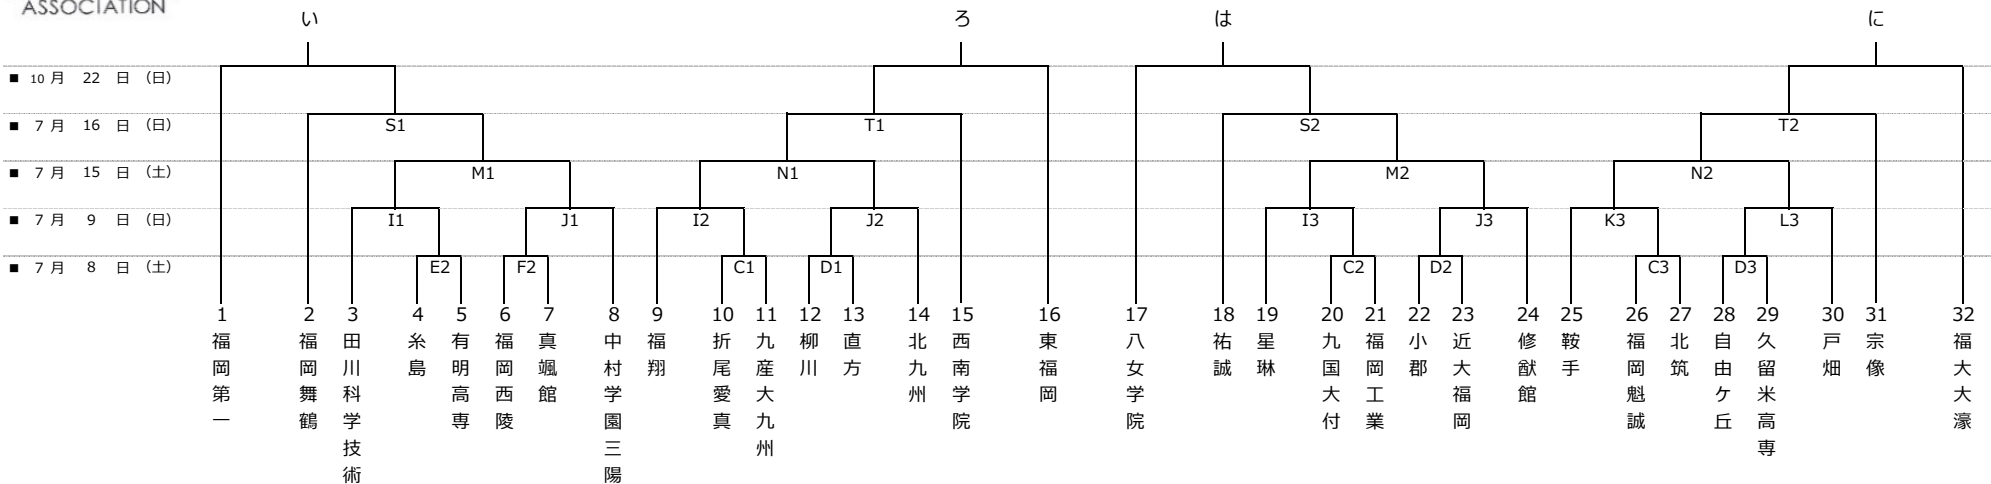 ASSOCIATION
い ろ は に
■ 10 月 22 日 (日)
■ 7 月 16 日 (日) S1 T1 S2 T2
■ 7 月 15 日 (土) M1 N1 M2 N2
■ 7 月 9 日 (日) I1 J1 I2 J2 I3 J3 K3 L3
■ 7 月 8 日 (土) E2 F2 C1 D1 C2 D2 C3 D3
1 福岡第一
2 福岡舞鶴
3 田川科学技術
4 糸島
5 有明高専
6 福岡西陵
7 真颯館
8 中村学園三陽
9 福翔
10 折尾愛真
11 九産大九州
12 柳川
13 直方
14 北九州
15 西南学院
16 東福岡
17 八女学院
18 祐誠
19 星琳
20 九国大付
21 福岡工業
22 小郡
23 近大福岡
24 修猷館
25 鞍手
26 福岡魁誠
27 北筑
28 自由ケ丘
29 久留米高専
30 戸畑
31 宗像
32 福大大濠